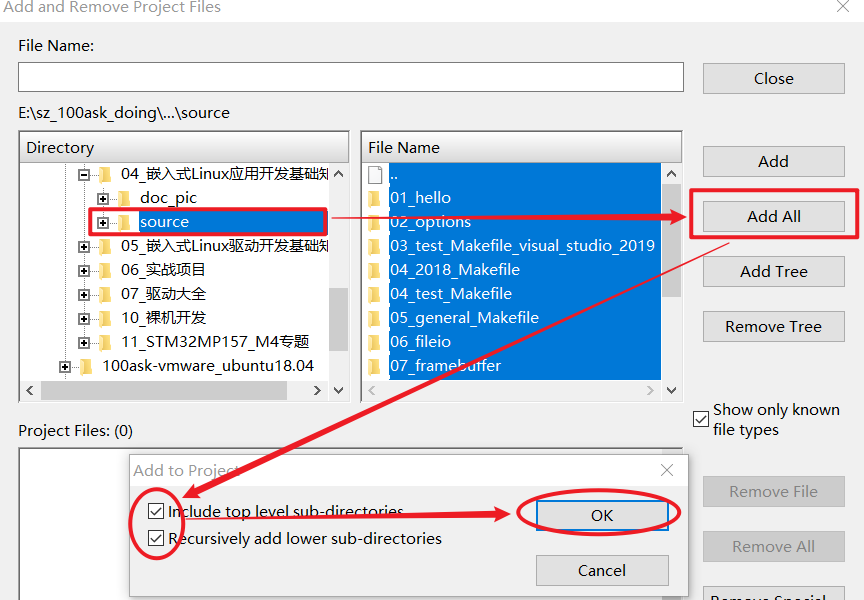 Add and Remove Project Files
File Name:
Close
E:\sz_100ask_doing\...\source
Directory
File Name
04_嵌入式Linux应用开发基础知
doc_pic
source
05_嵌入式Linux驱动开发基础知
06_实战项目
07_驱动大全
10_裸机开发
11_STM32MP157_M4专题
100ask-vmware_ubuntu18.04
..
01_hello
02_options
03_test_Makefile_visual_studio_2019
04_2018_Makefile
04_test_Makefile
05_general_Makefile
06_fileio
07_framebuffer
Add
Add All
Add Tree
Remove Tree
Show only known
file types
Project Files: (0)
Add to Project
Include top level sub-directories
Recursively add lower sub-directories
OK
Cancel
Remove File
Remove All
Remove Special